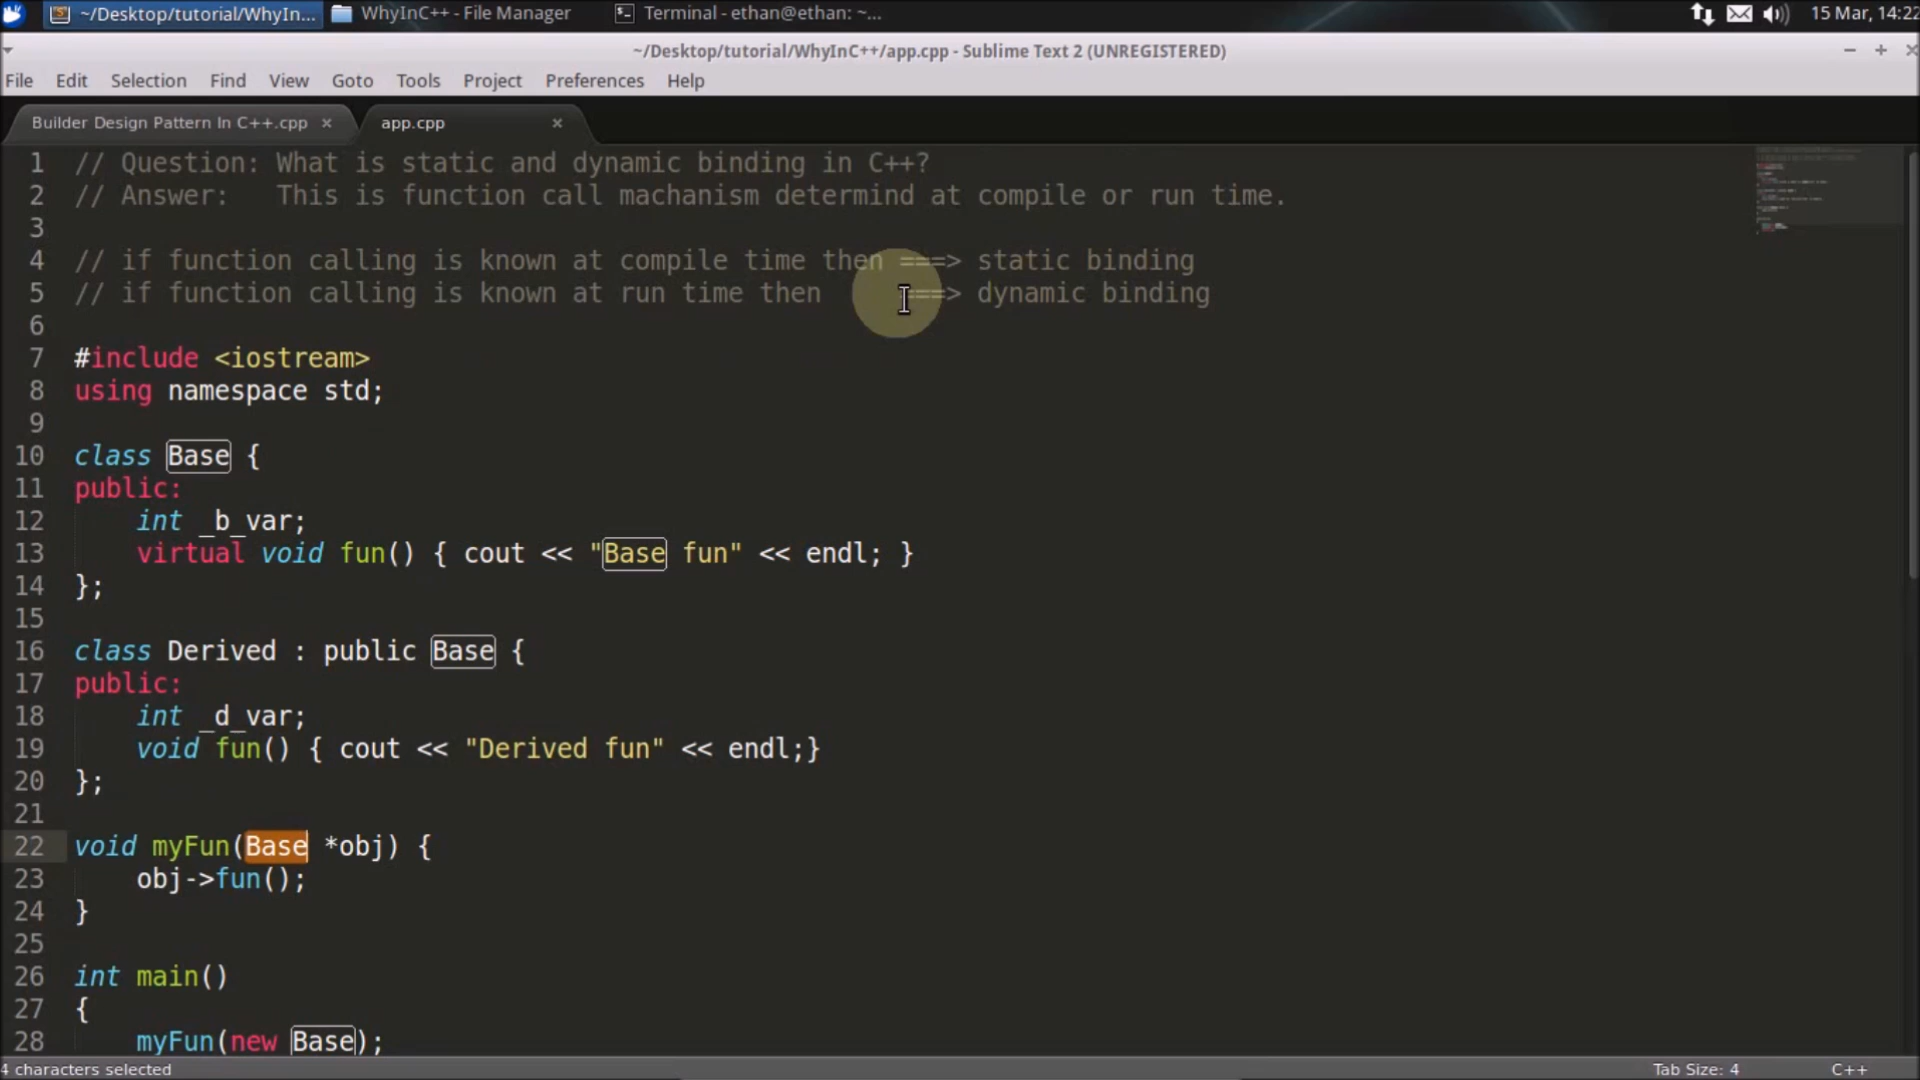 ~/Desktop/tutorial/WhyIn... WhyInC++ - File Manager Terminal - ethan@ethan: ~... 15 Mar, 14:22
~/Desktop/tutorial/WhyInC++/app.cpp - Sublime Text 2 (UNREGISTERED)
File Edit Selection Find View Goto Tools Project Preferences Help
Builder Design Pattern In C++.cpp × app.cpp ×
1 // Question: What is static and dynamic binding in C++?
2 // Answer:   This is function call machanism determind at compile or run time.
3
4 // if function calling is known at compile time then ===> static binding
5 // if function calling is known at run time then     ===> dynamic binding
6
7 #include <iostream>
8 using namespace std;
9
10 class Base {
11 public:
12     int _b_var;
13     virtual void fun() { cout << "Base fun" << endl; }
14 };
15
16 class Derived : public Base {
17 public:
18     int _d_var;
19     void fun() { cout << "Derived fun" << endl;}
20 };
21
22 void myFun(Base *obj) {
23     obj->fun();
24 }
25
26 int main()
27 {
28     myFun(new Base);
4 characters selected Tab Size: 4 C++